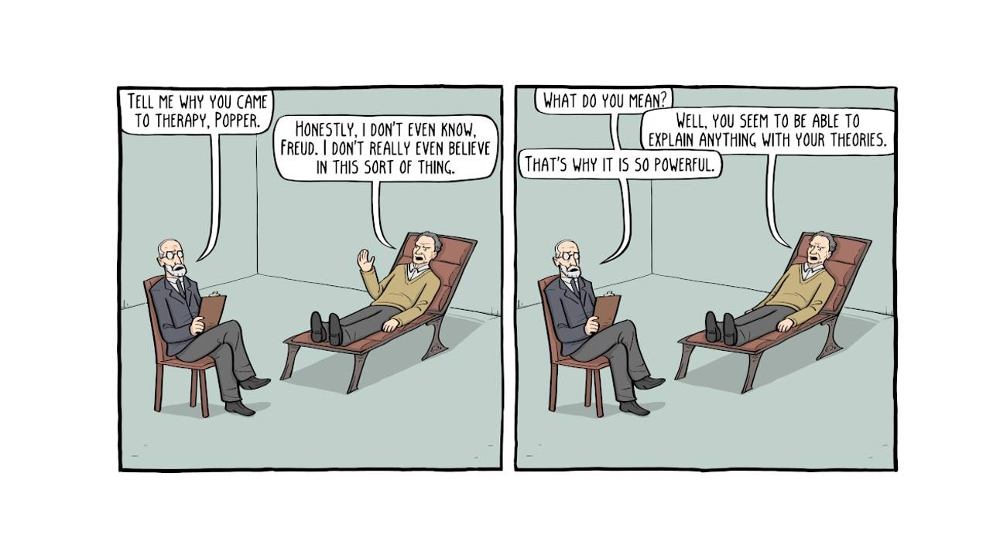 TELL ME WHY YOU CAME
TO THERAPY, POPPER.
HONESTLY, I DON'T EVEN KNOW,
FREUD. I DON'T REALLY EVEN BELIEVE
IN THIS SORT OF THING.
WHAT DO YOU MEAN?
WELL, YOU SEEM TO BE ABLE TO
EXPLAIN ANYTHING WITH YOUR THEORIES.
THAT'S WHY IT IS SO POWERFUL.